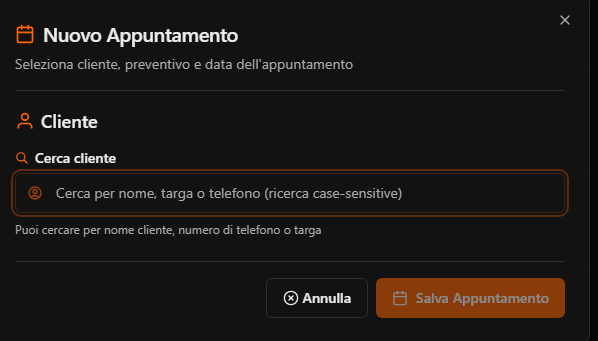 Nuovo Appuntamento
Seleziona cliente, preventivo e data dell'appuntamento
Cliente
Cerca cliente
Cerca per nome, targa o telefono (ricerca case-sensitive)
Puoi cercare per nome cliente, numero di telefono o targa
Annulla
Salva Appuntamento